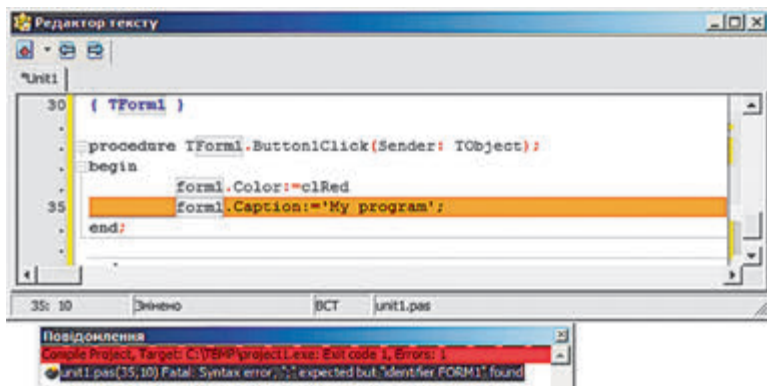 Редактор тексту
*Unit1
30 { TForm1 }
procedure TForm1.Button1Click(Sender: TObject);
begin
form1.Color:=clRed
35 form1.Caption:='My program';
end;
35: 10 Змінено ВСТ unit1.pas
Повідомлення
Compile Project, Target: C:\TEMP\project1.exe: Exit code 1, Errors: 1
unit1.pas(35,10) Fatal: Syntax error, ";" expected but "identifier FORM1" found